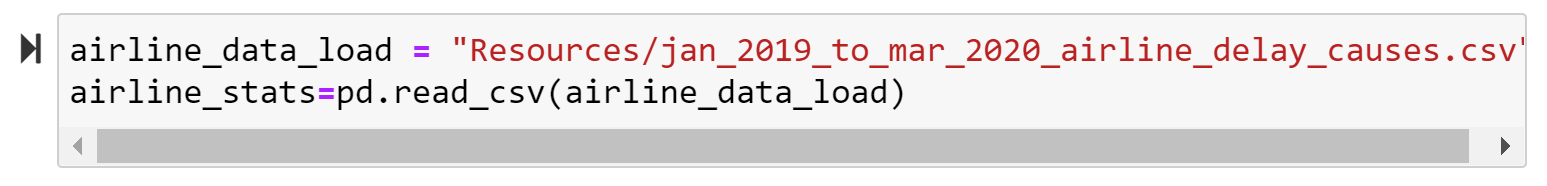 airline_data_load = "Resources/jan_2019_to_mar_2020_airline_delay_causes.csv"
airline_stats=pd.read_csv(airline_data_load)